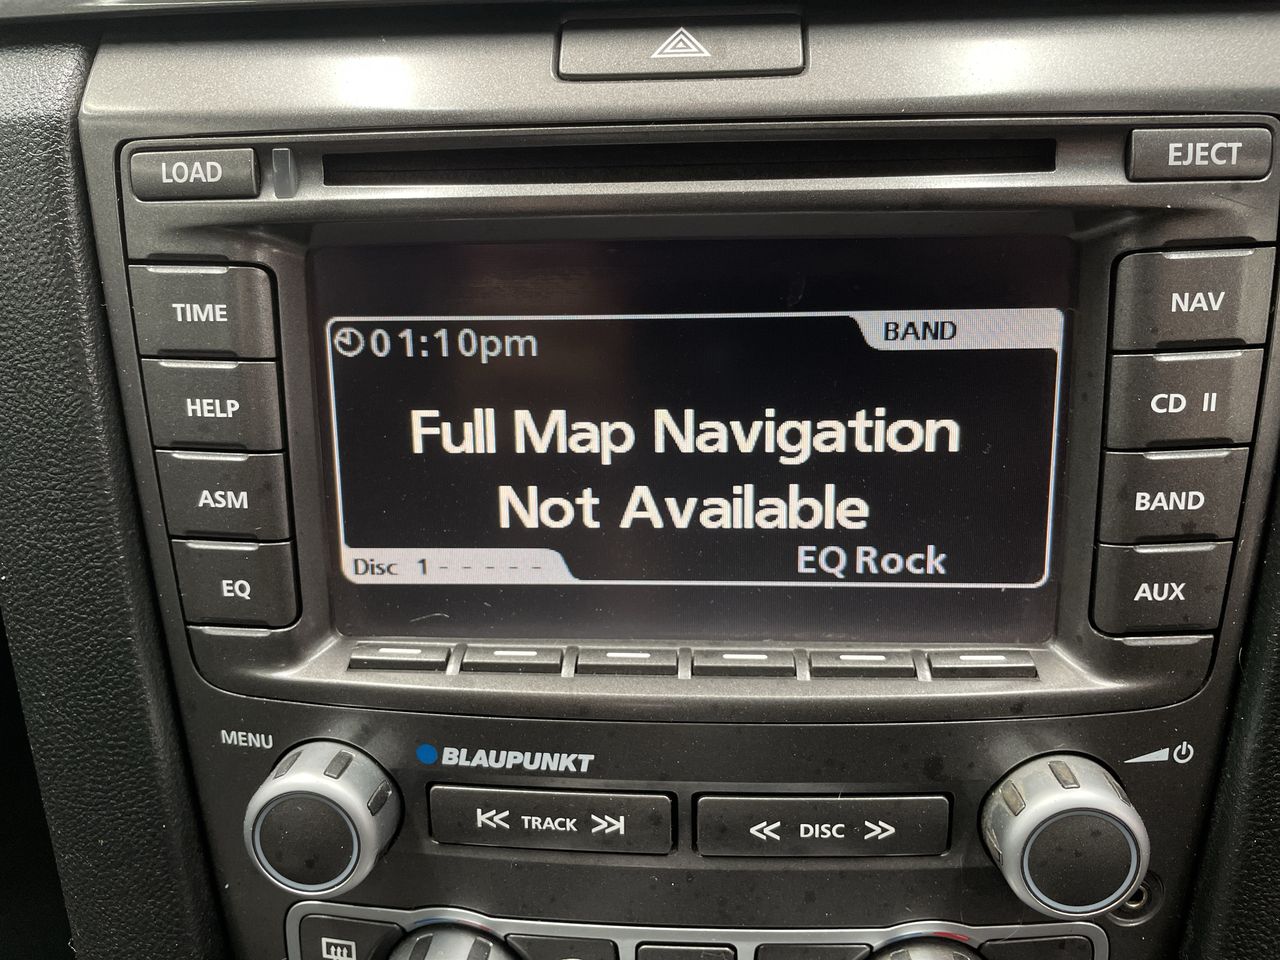 LOAD
EJECT
TIME
HELP
ASM
EQ
01:10pm
BAND
Full Map Navigation
Not Available
EQ Rock
Disc 1 - - - - -
NAV
CD II
BAND
AUX
MENU
BLAUPUNKT
TRACK
DISC